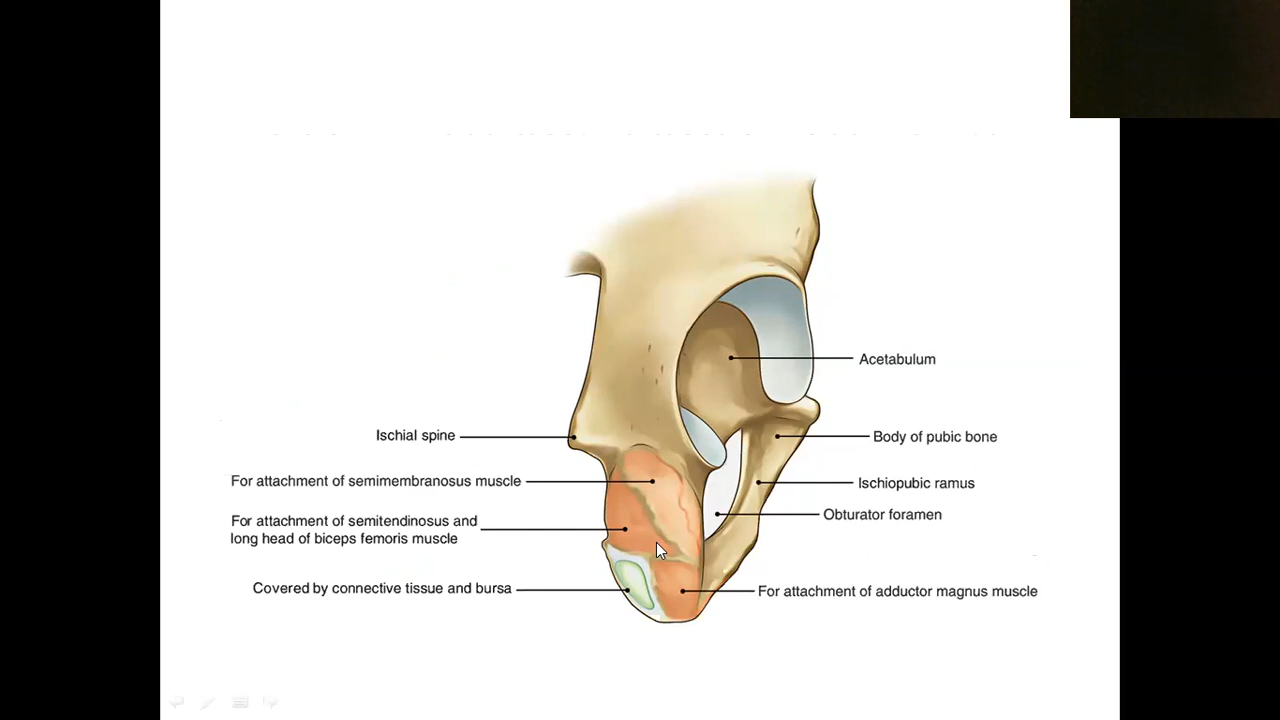 Acetabulum
Ischial spine
Body of pubic bone
For attachment of semimembranosus muscle
Ischiopubic ramus
For attachment of semitendinosus and
long head of biceps femoris muscle
Obturator foramen
Covered by connective tissue and bursa
For attachment of adductor magnus muscle